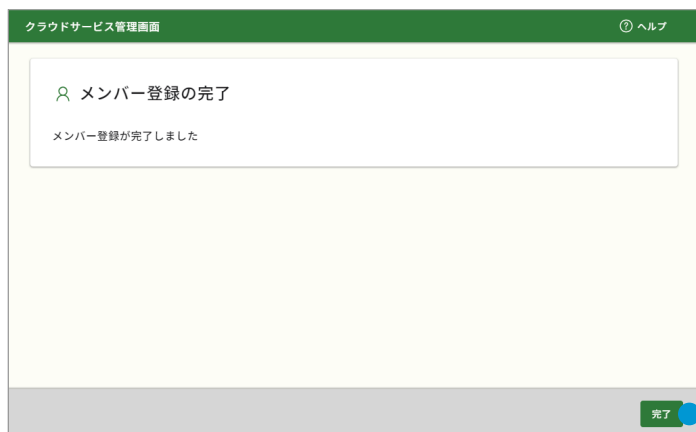 クラウドサービス管理画面
? ヘルプ
メンバー登録の完了
メンバー登録が完了しました
完了